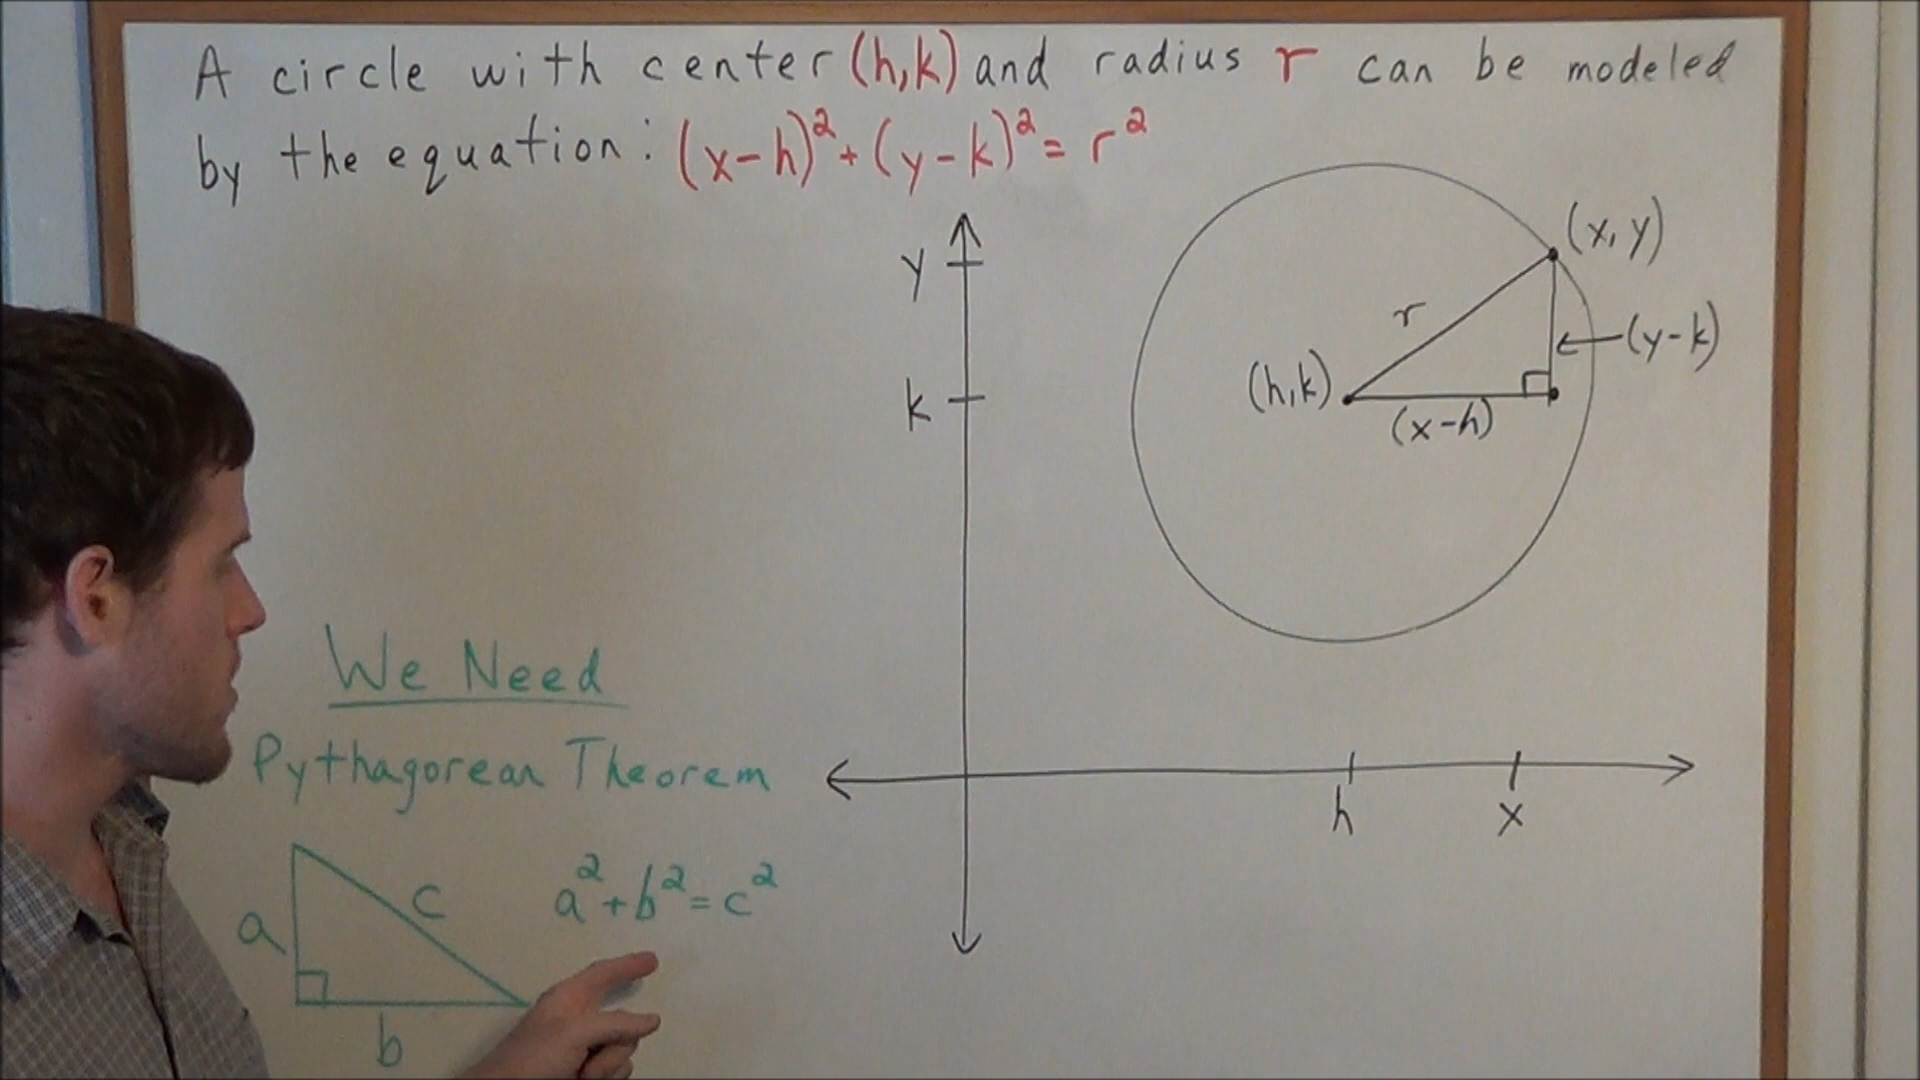 A circle with center (h,k) and radius r can be modeled
by the equation: (x-h)²+(y-k)²=r²
y
(x, y)
r
(y-k)
(h,k)
k
(x-h)
We Need
Pythagorean Theorem
h
x
a
c
a²+b²=c²
b